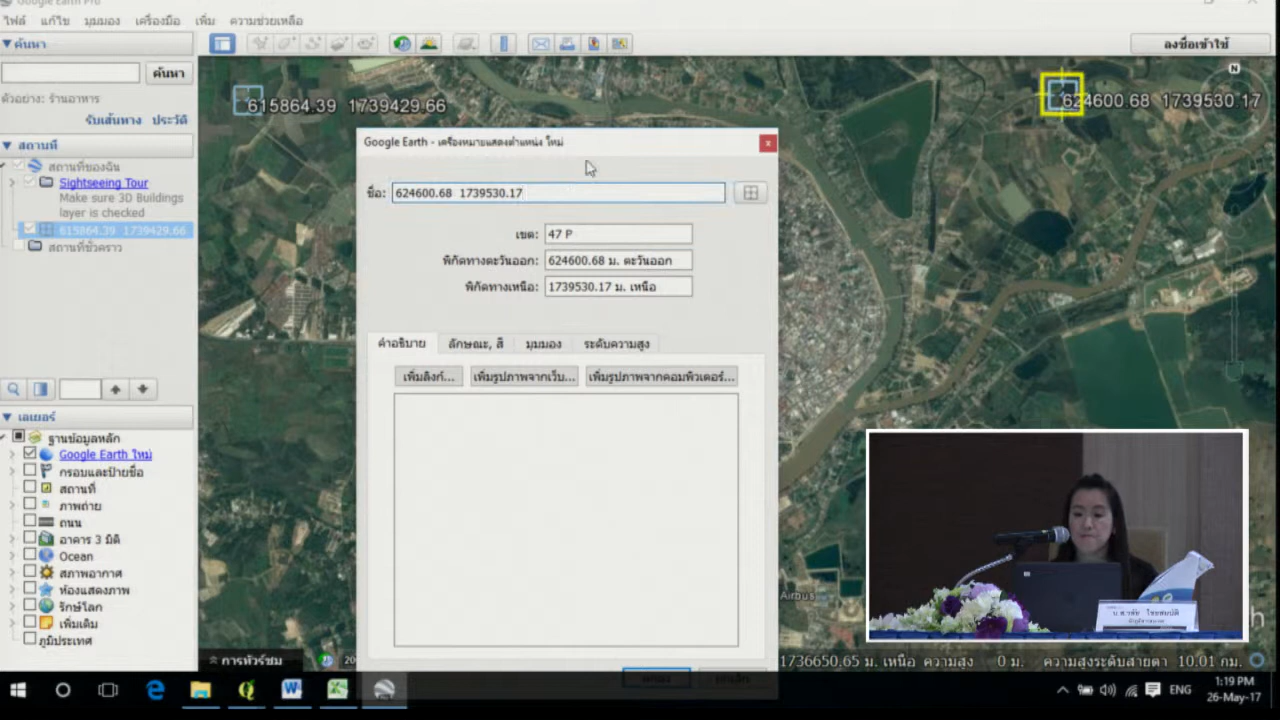 Google Earth Pro
ไฟล์ แก้ไข มุมมอง เครื่องมือ เพิ่ม ความช่วยเหลือ
ค้นหา
ลงชื่อเข้าใช้
ค้นหา
ตัวอย่าง: ร้านอาหาร
รับเส้นทาง ประวัติ
สถานที่
สถานที่ของฉัน
Sightseeing Tour
Make sure 3D Buildings
layer is checked
615864.39 1739429.66
สถานที่ชั่วคราว
เลเยอร์
ฐานข้อมูลหลัก
Google Earth ใหม่
กรอบและป้ายชื่อ
สถานที่
ภาพถ่าย
ถนน
อาคาร 3 มิติ
Ocean
สภาพอากาศ
ห้องแสดงภาพ
รักษ์โลก
เพิ่มเติม
ภูมิประเทศ
615864.39 1739429.66
624600.68 1739530.17
N
Google Earth - เครื่องหมายแสดงตำแหน่ง ใหม่
ชื่อ: 624600.68 1739530.17
เขต: 47 P
พิกัดทางตะวันออก: 624600.68 ม. ตะวันออก
พิกัดทางเหนือ: 1739530.17 ม. เหนือ
คำอธิบาย ลักษณะ, สี มุมมอง ระดับความสูง
เพิ่มลิงก์... เพิ่มรูปภาพจากเว็บ... เพิ่มรูปภาพจากคอมพิวเตอร์...
ตกลง ยกเลิก
Airbus
การทัวร์ชม 20
1736650.65 ม. เหนือ ความสูง 0 ม. ความสูงระดับสายตา 10.01 กม.
ENG
1:19 PM
26-May-17